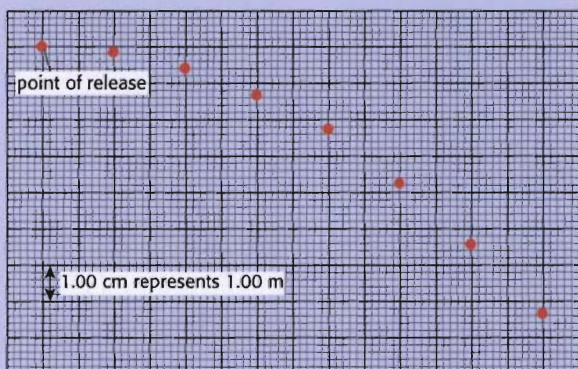 point of release
1.00 cm represents 1.00 m